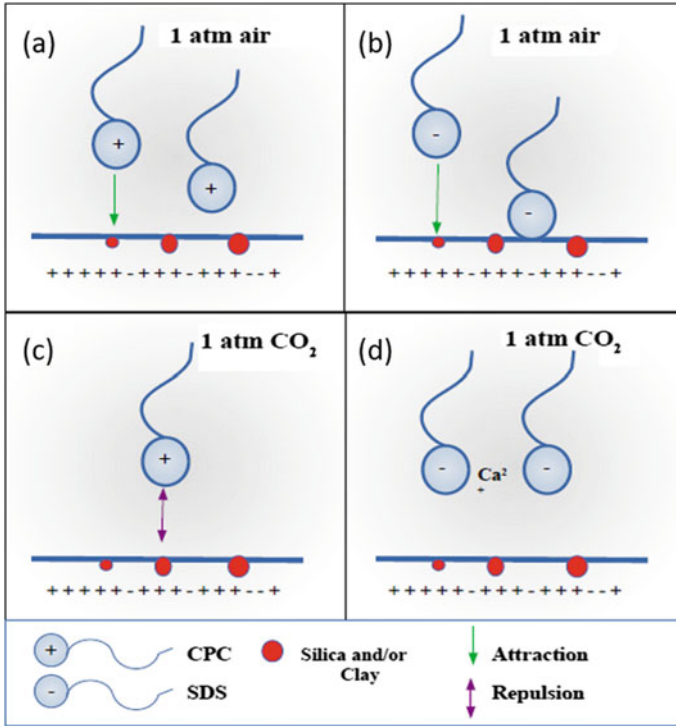 (a) 1 atm air
+
+
+++++-+++-++--+
(b) 1 atm air
-
-
+++++-+++-++--+
(c) 1 atm CO₂
+
+++++-+++-++--+
(d) 1 atm CO₂
- Ca² -
+
+++++-+++-++--+
+ CPC
- SDS
Silica and/or
Clay
Attraction
Repulsion